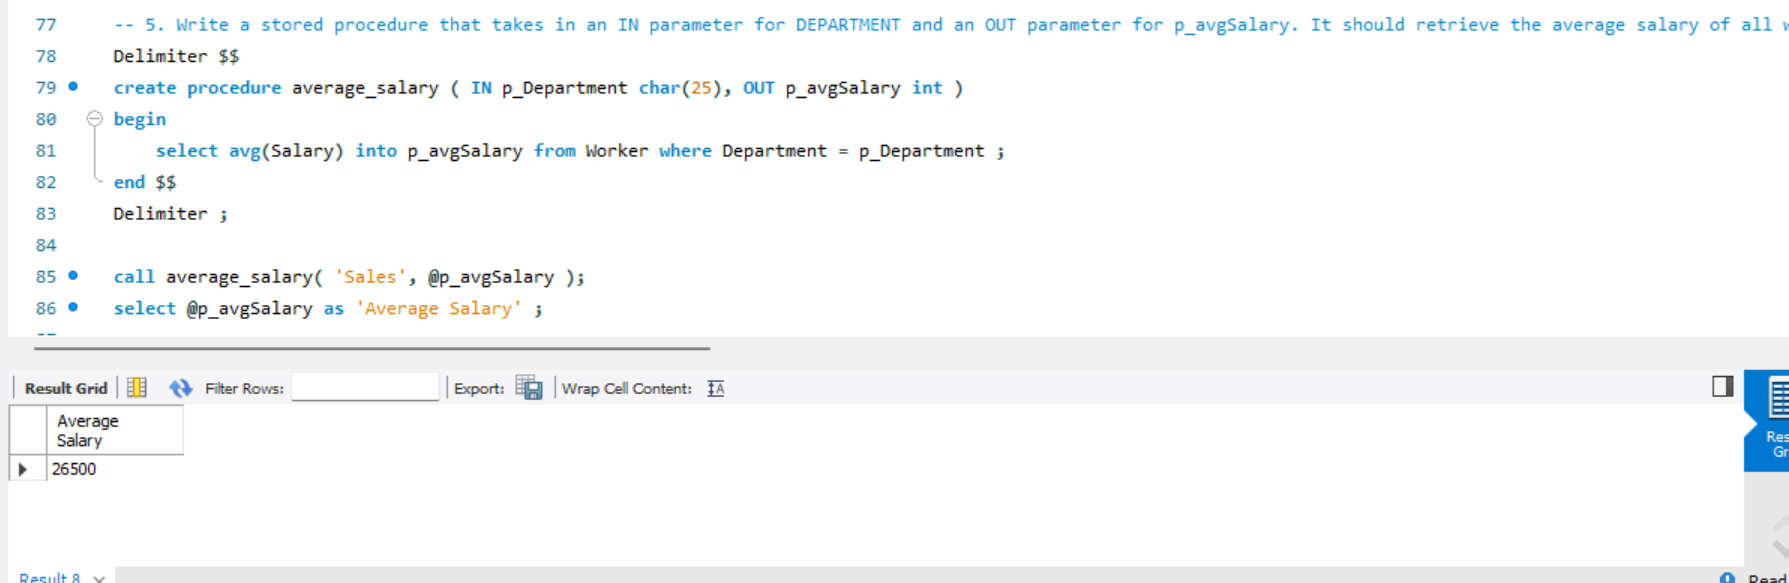 77 -- 5. Write a stored procedure that takes in an IN parameter for DEPARTMENT and an OUT parameter for p_avgSalary. It should retrieve the average salary of all
78 Delimiter $$
79 create procedure average_salary ( IN p_Department char(25), OUT p_avgSalary int )
80 begin
81 select avg(Salary) into p_avgSalary from Worker where Department = p_Department ;
82 end $$
83 Delimiter ;
84
85 call average_salary( 'Sales', @p_avgSalary );
86 select @p_avgSalary as 'Average Salary' ;
Result Grid Filter Rows: Export: Wrap Cell Content:
Average
Salary
26500
Result 8